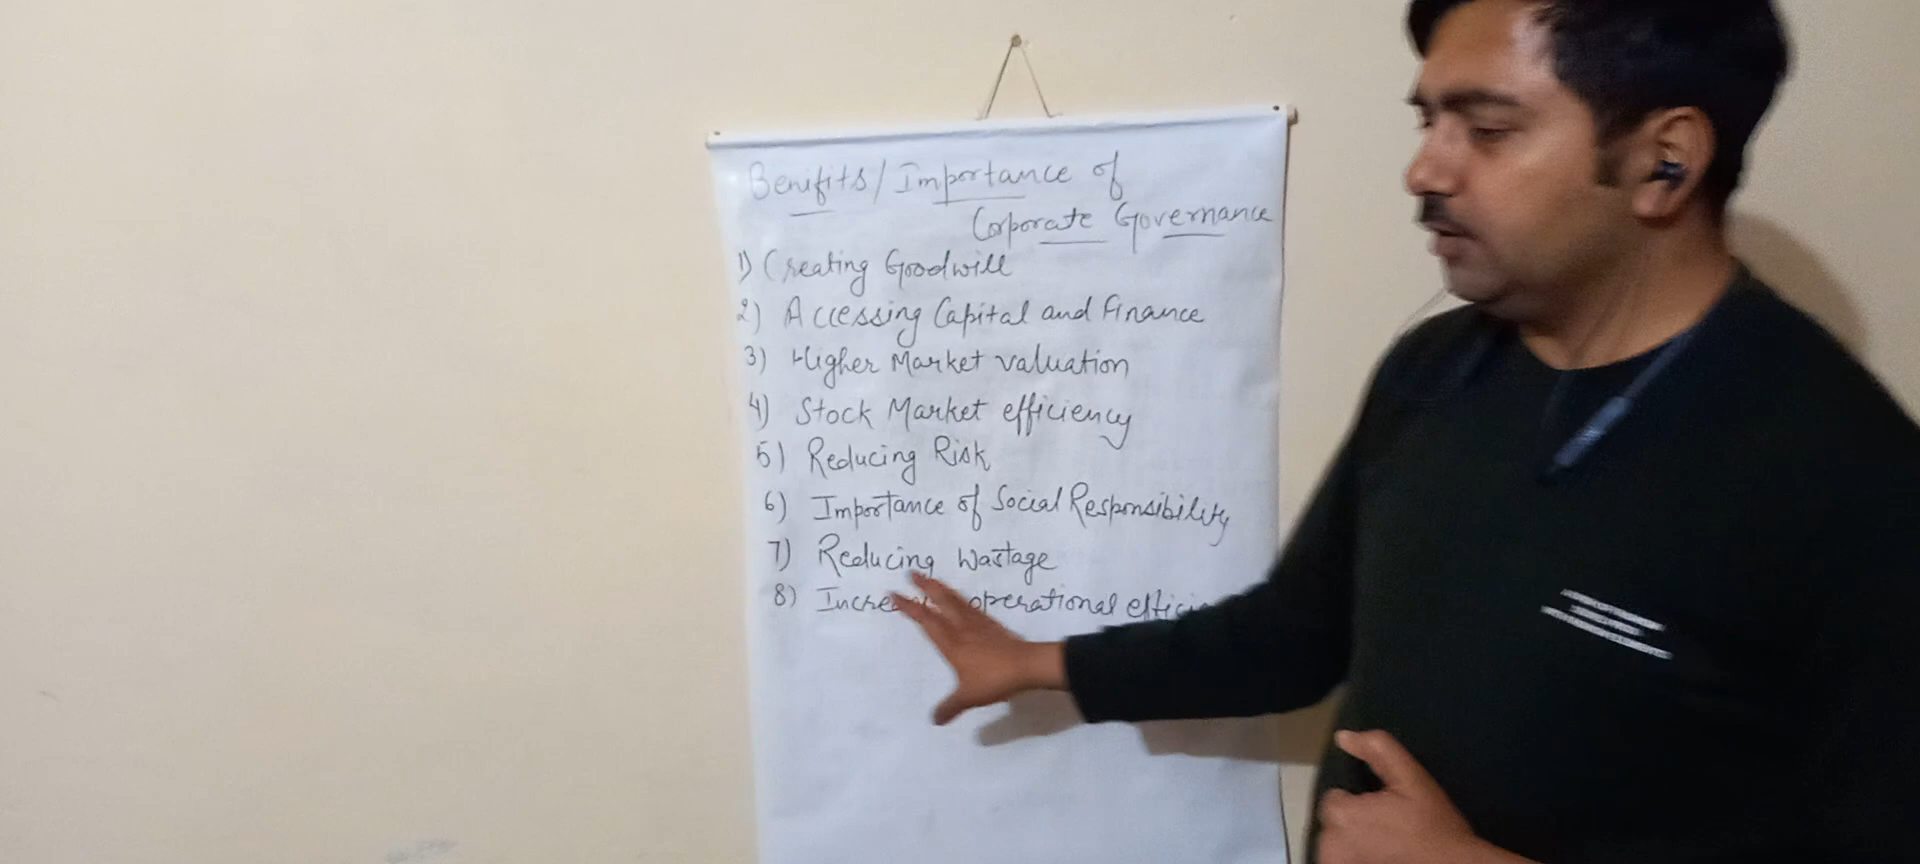 Benifits/Importance of
Corporate Governance
1) Creating Goodwill
2) Accessing Capital and Finance
3) Higher Market valuation
4) Stock Market efficiency
5) Reducing Risk
6) Importance of Social Responsibility
7) Reducing Wastage
8) operational